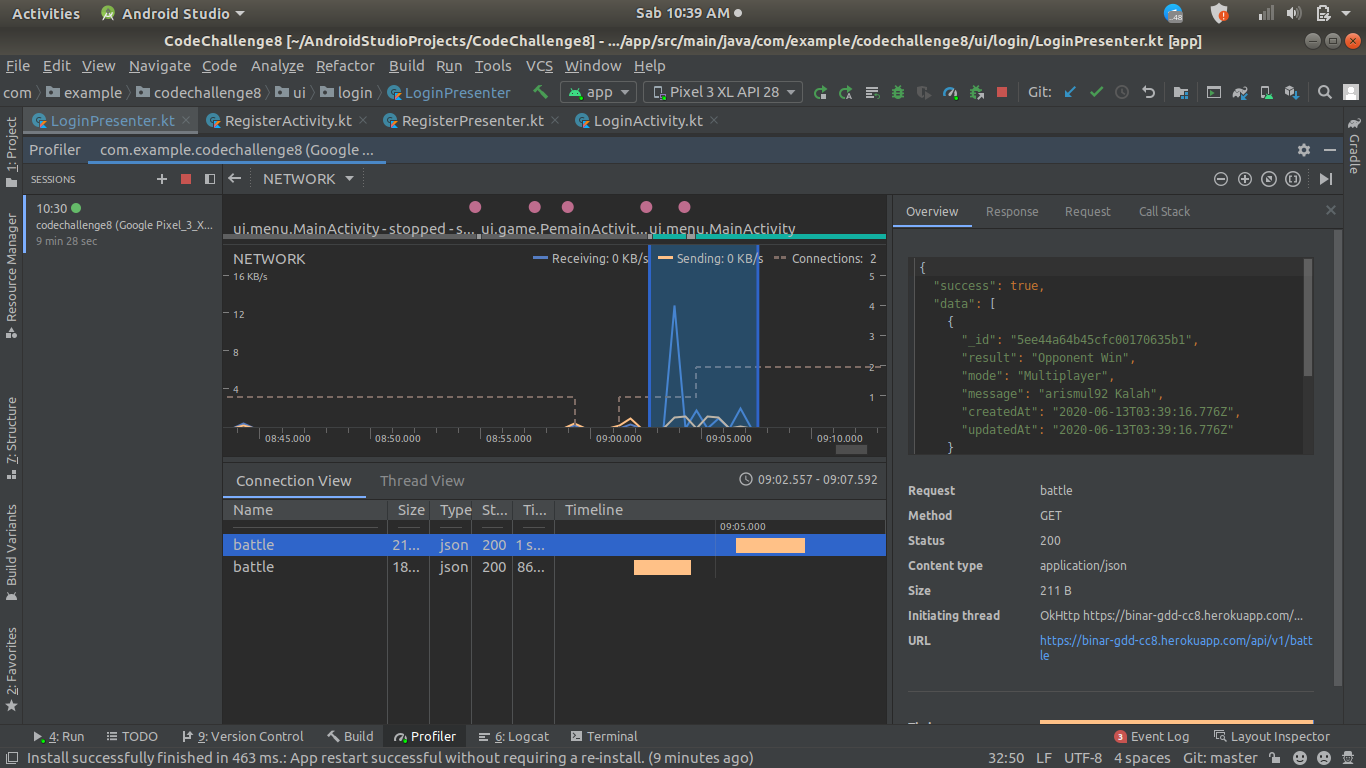 Activities Android Studio Sab 10:39 AM 48
CodeChallenge8 [~/AndroidStudioProjects/CodeChallenge8] - .../app/src/main/java/com/example/codechallenge8/ui/login/LoginPresenter.kt [app]
File Edit View Navigate Code Analyze Refactor Build Run Tools VCS Window Help
com example codechallenge8 ui login LoginPresenter app Pixel 3 XL API 28 Git:
LoginPresenter.kt RegisterActivity.kt RegisterPresenter.kt LoginActivity.kt
Profiler com.example.codechallenge8 (Google ...
SESSIONS NETWORK
10:30
codechallenge8 (Google Pixel_3_X...
9 min 28 sec
1: Project
Resource Manager
7: Structure
Build Variants
2: Favorites
Gradle
ui.menu.MainActivity - stopped - s... ui.game.PemainActivit... ui.menu.MainActivity
NETWORK Receiving: 0 KB/s Sending: 0 KB/s Connections: 2
16 KB/s 5
12 4
8 3
4 2
1
08:45.000 08:50.000 08:55.000 09:00.000 09:05.000 09:10.000
Connection View Thread View 09:02.557 - 09:07.592
Name Size Type St... Ti... Timeline
09:05.000
battle 21... json 200 1 s...
battle 18... json 200 86...
Overview Response Request Call Stack
{
"success": true,
"data": [
{
"_id": "5ee44a64b45cfc00170635b1",
"result": "Opponent Win",
"mode": "Multiplayer",
"message": "arismul92 Kalah",
"createdAt": "2020-06-13T03:39:16.776Z",
"updatedAt": "2020-06-13T03:39:16.776Z"
}
Request battle
Method GET
Status 200
Content type application/json
Size 211 B
Initiating thread OkHttp https://binar-gdd-cc8.herokuapp.com/...
URL https://binar-gdd-cc8.herokuapp.com/api/v1/batt
le
4: Run TODO 9: Version Control Build Profiler 6: Logcat Terminal 3 Event Log Layout Inspector
Install successfully finished in 463 ms.: App restart successful without requiring a re-install. (9 minutes ago) 32:50 LF UTF-8 4 spaces Git: master